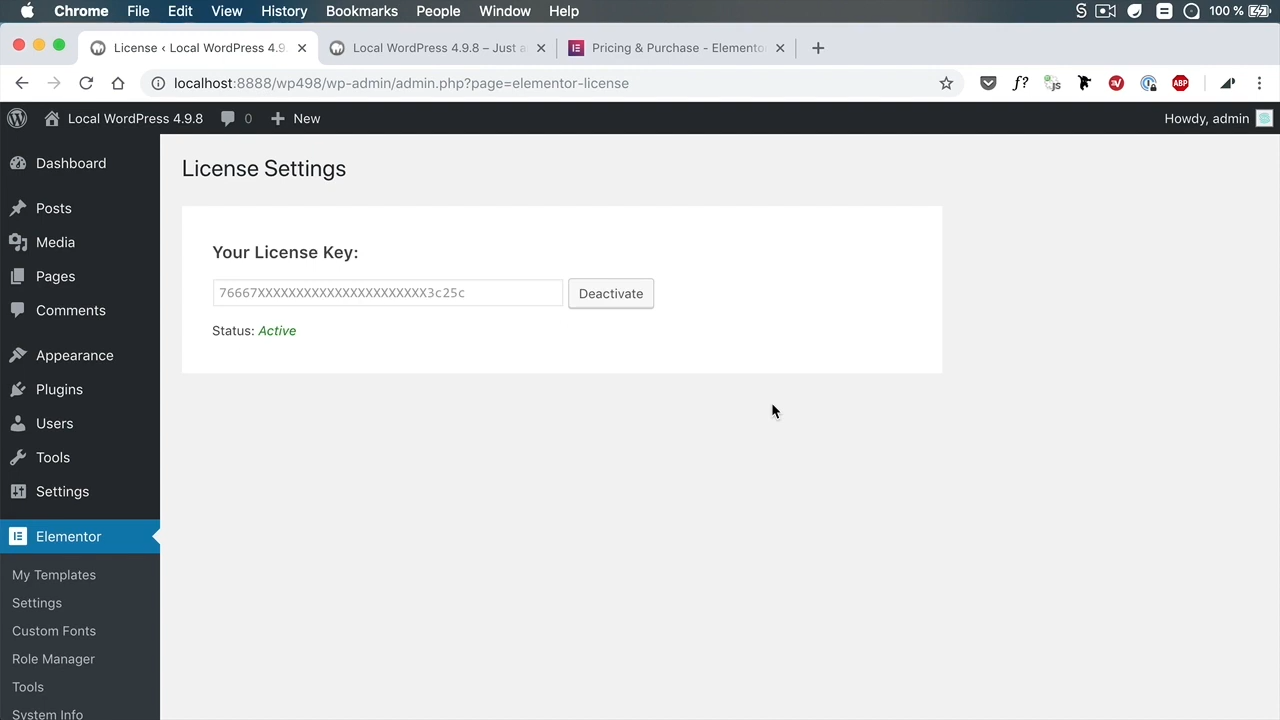 Chrome File Edit View History Bookmarks People Window Help 100 %
License ‹ Local WordPress 4.9. Local WordPress 4.9.8 – Just a Pricing & Purchase - Elemento
localhost:8888/wp498/wp-admin/admin.php?page=elementor-license
Local WordPress 4.9.8 0 New Howdy, admin
Dashboard
Posts
Media
Pages
Comments
Appearance
Plugins
Users
Tools
Settings
Elementor
My Templates
Settings
Custom Fonts
Role Manager
Tools
System Info
License Settings
Your License Key:
76667XXXXXXXXXXXXXXXXXXXXXX3c25c Deactivate
Status: Active